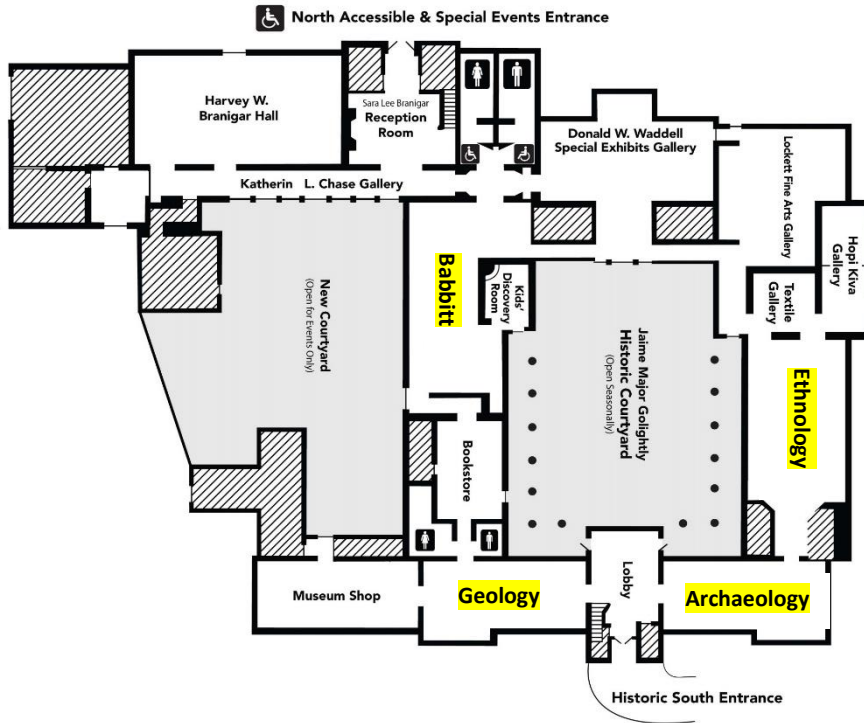 North Accessible & Special Events Entrance
Harvey W.
Branigar Hall
Sara Lee Branigar
Reception
Room
Donald W. Waddell
Special Exhibits Gallery
Lockett Fine Arts Gallery
Katherin L. Chase Gallery
Hopi Kiva
Gallery
Babbitt
Kids'
Discovery
Room
Textile
Gallery
New Courtyard
(Open for Events Only)
Jaime Major Golightly
Historic Courtyard
(Open Seasonally)
Ethnology
Bookstore
Lobby
Museum Shop
Geology
Archaeology
Historic South Entrance